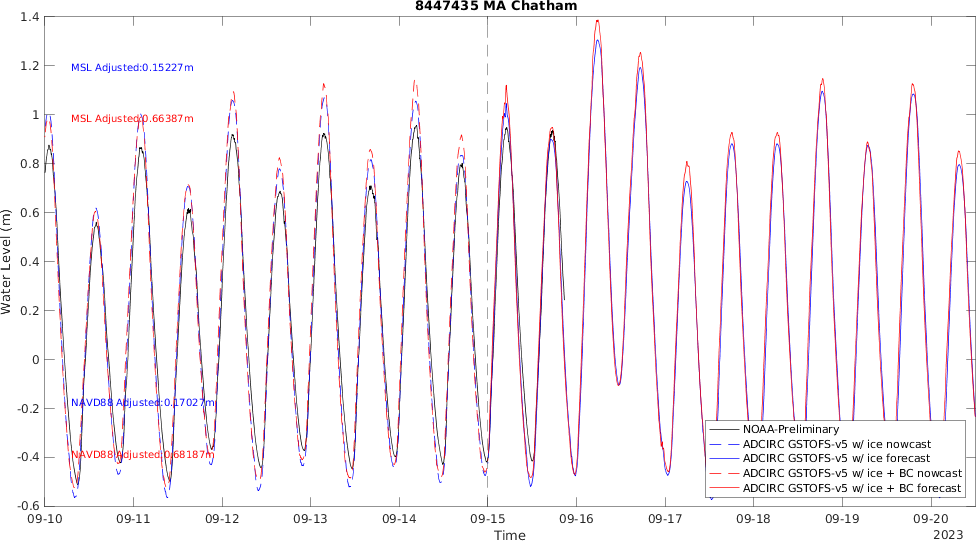 8447435 MA Chatham
1.4
1.2
1
0.8
0.6
0.4
0.2
0
-0.2
-0.4
-0.6
Water Level (m)
MSL Adjusted:0.15227m
MSL Adjusted:0.66387m
NAVD88 Adjusted:0.17027m
NAVD88 Adjusted:0.68187m
NOAA-Preliminary
ADCIRC GSTOFS-v5 w/ ice nowcast
ADCIRC GSTOFS-v5 w/ ice forecast
ADCIRC GSTOFS-v5 w/ ice + BC nowcast
ADCIRC GSTOFS-v5 w/ ice + BC forecast
09-10 09-11 09-12 09-13 09-14 09-15 09-16 09-17 09-18 09-19 09-20
Time
2023